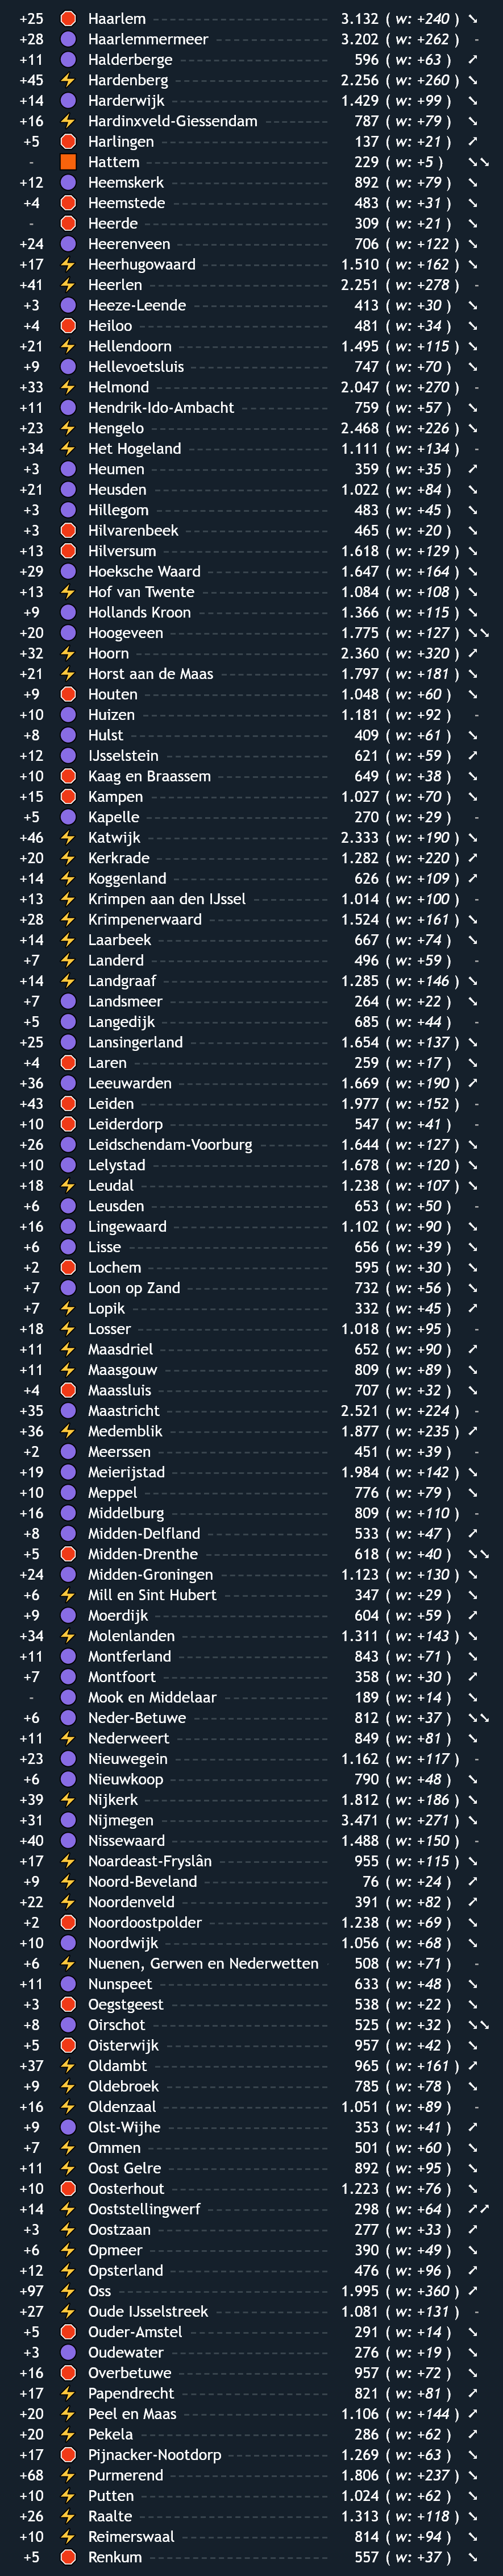 +25 Haarlem 3.132 ( w: +240 )
+28 Haarlemmermeer 3.202 ( w: +262 ) -
+11 Halderberge 596 ( w: +63 )
+45 Hardenberg 2.256 ( w: +260 )
+14 Harderwijk 1.429 ( w: +99 )
+16 Hardinxveld-Giessendam 787 ( w: +79 )
+5 Harlingen 137 ( w: +21 )
- Hattem 229 ( w: +5 )
+12 Heemskerk 892 ( w: +79 )
+4 Heemstede 483 ( w: +31 )
- Heerde 309 ( w: +21 )
+24 Heerenveen 706 ( w: +122 )
+17 Heerhugowaard 1.510 ( w: +162 )
+41 Heerlen 2.251 ( w: +278 ) -
+3 Heeze-Leende 413 ( w: +30 )
+4 Heiloo 481 ( w: +34 )
+21 Hellendoorn 1.495 ( w: +115 )
+9 Hellevoetsluis 747 ( w: +70 )
+33 Helmond 2.047 ( w: +270 ) -
+11 Hendrik-Ido-Ambacht 759 ( w: +57 )
+23 Hengelo 2.468 ( w: +226 )
+34 Het Hogeland 1.111 ( w: +134 ) -
+3 Heumen 359 ( w: +35 )
+21 Heusden 1.022 ( w: +84 )
+3 Hillegom 483 ( w: +45 )
+3 Hilvarenbeek 465 ( w: +20 )
+13 Hilversum 1.618 ( w: +129 )
+29 Hoeksche Waard 1.647 ( w: +164 )
+13 Hof van Twente 1.084 ( w: +108 )
+9 Hollands Kroon 1.366 ( w: +115 )
+20 Hoogeveen 1.775 ( w: +127 )
+32 Hoorn 2.360 ( w: +320 )
+21 Horst aan de Maas 1.797 ( w: +181 )
+9 Houten 1.048 ( w: +60 )
+10 Huizen 1.181 ( w: +92 ) -
+8 Hulst 409 ( w: +61 )
+12 IJsselstein 621 ( w: +59 )
+10 Kaag en Braassem 649 ( w: +38 )
+15 Kampen 1.027 ( w: +70 )
+5 Kapelle 270 ( w: +29 ) -
+46 Katwijk 2.333 ( w: +190 )
+20 Kerkrade 1.282 ( w: +220 )
+14 Koggenland 626 ( w: +109 )
+13 Krimpen aan den IJssel 1.014 ( w: +100 ) -
+28 Krimpenerwaard 1.524 ( w: +161 )
+14 Laarbeek 667 ( w: +74 )
+7 Landerd 496 ( w: +59 ) -
+14 Landgraaf 1.285 ( w: +146 )
+7 Landsmeer 264 ( w: +22 )
+5 Langedijk 685 ( w: +44 ) -
+25 Lansingerland 1.654 ( w: +137 )
+4 Laren 259 ( w: +17 )
+36 Leeuwarden 1.669 ( w: +190 )
+43 Leiden 1.977 ( w: +152 ) -
+10 Leiderdorp 547 ( w: +41 ) -
+26 Leidschendam-Voorburg 1.644 ( w: +127 )
+10 Lelystad 1.678 ( w: +120 )
+18 Leudal 1.238 ( w: +107 )
+6 Leusden 653 ( w: +50 ) -
+16 Lingewaard 1.102 ( w: +90 )
+6 Lisse 656 ( w: +39 )
+2 Lochem 595 ( w: +30 )
+7 Loon op Zand 732 ( w: +56 )
+7 Lopik 332 ( w: +45 )
+18 Losser 1.018 ( w: +95 ) -
+11 Maasdriel 652 ( w: +90 )
+11 Maasgouw 809 ( w: +89 )
+4 Maassluis 707 ( w: +32 )
+35 Maastricht 2.521 ( w: +224 ) -
+36 Medemblik 1.877 ( w: +235 )
+2 Meerssen 451 ( w: +39 ) -
+19 Meierijstad 1.984 ( w: +142 )
+10 Meppel 776 ( w: +79 )
+16 Middelburg 809 ( w: +110 ) -
+8 Midden-Delfland 533 ( w: +47 )
+5 Midden-Drenthe 618 ( w: +40 )
+24 Midden-Groningen 1.123 ( w: +130 )
+6 Mill en Sint Hubert 347 ( w: +29 )
+9 Moerdijk 604 ( w: +59 )
+34 Molenlanden 1.311 ( w: +143 )
+11 Montferland 843 ( w: +71 )
+7 Montfoort 358 ( w: +30 )
- Mook en Middelaar 189 ( w: +14 )
+6 Neder-Betuwe 812 ( w: +37 )
+11 Nederweert 849 ( w: +81 )
+23 Nieuwegein 1.162 ( w: +117 ) -
+6 Nieuwkoop 790 ( w: +48 )
+39 Nijkerk 1.812 ( w: +186 )
+31 Nijmegen 3.471 ( w: +271 )
+40 Nissewaard 1.488 ( w: +150 ) -
+17 Noardeast-Fryslân 955 ( w: +115 )
+9 Noord-Beveland 76 ( w: +24 )
+22 Noordenveld 391 ( w: +82 )
+2 Noordoostpolder 1.238 ( w: +69 )
+10 Noordwijk 1.056 ( w: +68 )
+6 Nuenen, Gerwen en Nederwetten 508 ( w: +71 ) -
+11 Nunspeet 633 ( w: +48 )
+3 Oegstgeest 538 ( w: +22 )
+8 Oirschot 525 ( w: +32 )
+5 Oisterwijk 957 ( w: +42 )
+37 Oldambt 965 ( w: +161 )
+9 Oldebroek 785 ( w: +78 )
+16 Oldenzaal 1.051 ( w: +89 ) -
+9 Olst-Wijhe 353 ( w: +41 )
+7 Ommen 501 ( w: +60 )
+11 Oost Gelre 892 ( w: +95 )
+10 Oosterhout 1.223 ( w: +76 )
+14 Ooststellingwerf 298 ( w: +64 )
+3 Oostzaan 277 ( w: +33 )
+6 Opmeer 390 ( w: +49 )
+12 Opsterland 476 ( w: +96 )
+97 Oss 1.995 ( w: +360 )
+27 Oude IJsselstreek 1.081 ( w: +131 ) -
+5 Ouder-Amstel 291 ( w: +14 )
+3 Oudewater 276 ( w: +19 )
+16 Overbetuwe 957 ( w: +72 )
+17 Papendrecht 821 ( w: +81 )
+20 Peel en Maas 1.106 ( w: +144 )
+20 Pekela 286 ( w: +62 )
+17 Pijnacker-Nootdorp 1.269 ( w: +63 )
+68 Purmerend 1.806 ( w: +237 )
+10 Putten 1.024 ( w: +62 )
+26 Raalte 1.313 ( w: +118 )
+10 Reimerswaal 814 ( w: +94 )
+5 Renkum 557 ( w: +37 )